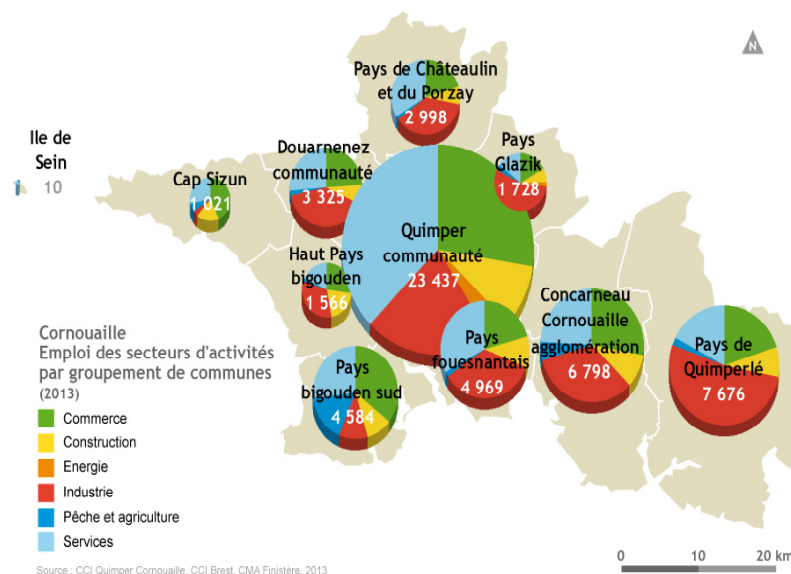 N
Pays de Châteaulin
et du Porzay
2 998
Ile de
Sein
10
Cap Sizun
1 021
Douarnenez
communauté
3 325
Pays
Glazik
1 728
Quimper
communauté
23 437
Haut Pays
bigouden
1 566
Concarneau
Cornouaille
agglomération
6 798
Pays
fouesnantais
4 969
Pays de
Quimperlé
7 676
Pays
bigouden sud
4 584
Cornouaille
Emploi des secteurs d'activités
par groupement de communes
(2013)
Commerce
Construction
Energie
Industrie
Pêche et agriculture
Services
Source : CCI Quimper Cornouaille, CCI Brest, CMA Finistère, 2013
0 10 20 km